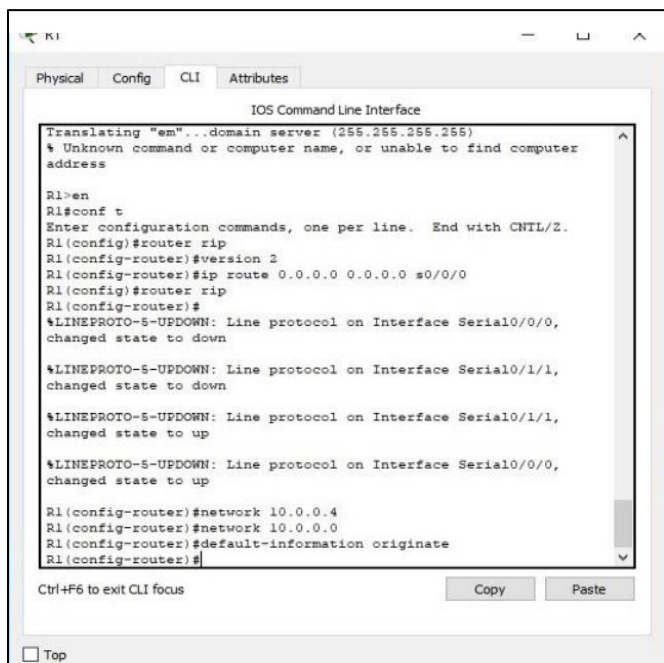 R1
Physical Config CLI Attributes
IOS Command Line Interface
Translating "em"...domain server (255.255.255.255)
% Unknown command or computer name, or unable to find computer
address
R1>en
R1#conf t
Enter configuration commands, one per line. End with CNTL/Z.
R1(config)#router rip
R1(config-router)#version 2
R1(config-router)#ip route 0.0.0.0 0.0.0.0 s0/0/0
R1(config)#router rip
R1(config-router)#
%LINEPROTO-5-UPDOWN: Line protocol on Interface Serial0/0/0,
changed state to down
%LINEPROTO-5-UPDOWN: Line protocol on Interface Serial0/1/1,
changed state to down
%LINEPROTO-5-UPDOWN: Line protocol on Interface Serial0/1/1,
changed state to up
%LINEPROTO-5-UPDOWN: Line protocol on Interface Serial0/0/0,
changed state to up
R1(config-router)#network 10.0.0.4
R1(config-router)#network 10.0.0.0
R1(config-router)#default-information originate
R1(config-router)#
Ctrl+F6 to exit CLI focus
Copy Paste
Top